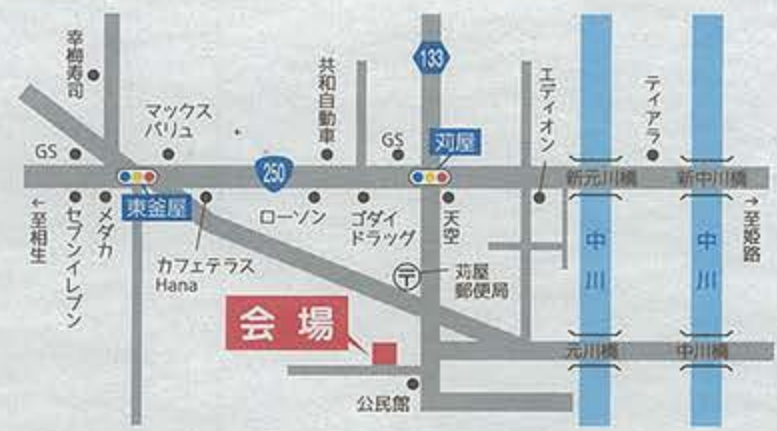 幸樹寿司
マックス
バリュ
共和自動車
133
エディオン
ティアラ
GS
GS
苅屋
250
新元川橋
新中川橋
←至相生
セブンイレブン
メダカ
東釜屋
カフェテラス
Hana
ローソン
ゴダイ
ドラッグ
天空
中川
中川
→至姫路
〒
苅屋
郵便局
会場
元川橋
中川橋
公民館